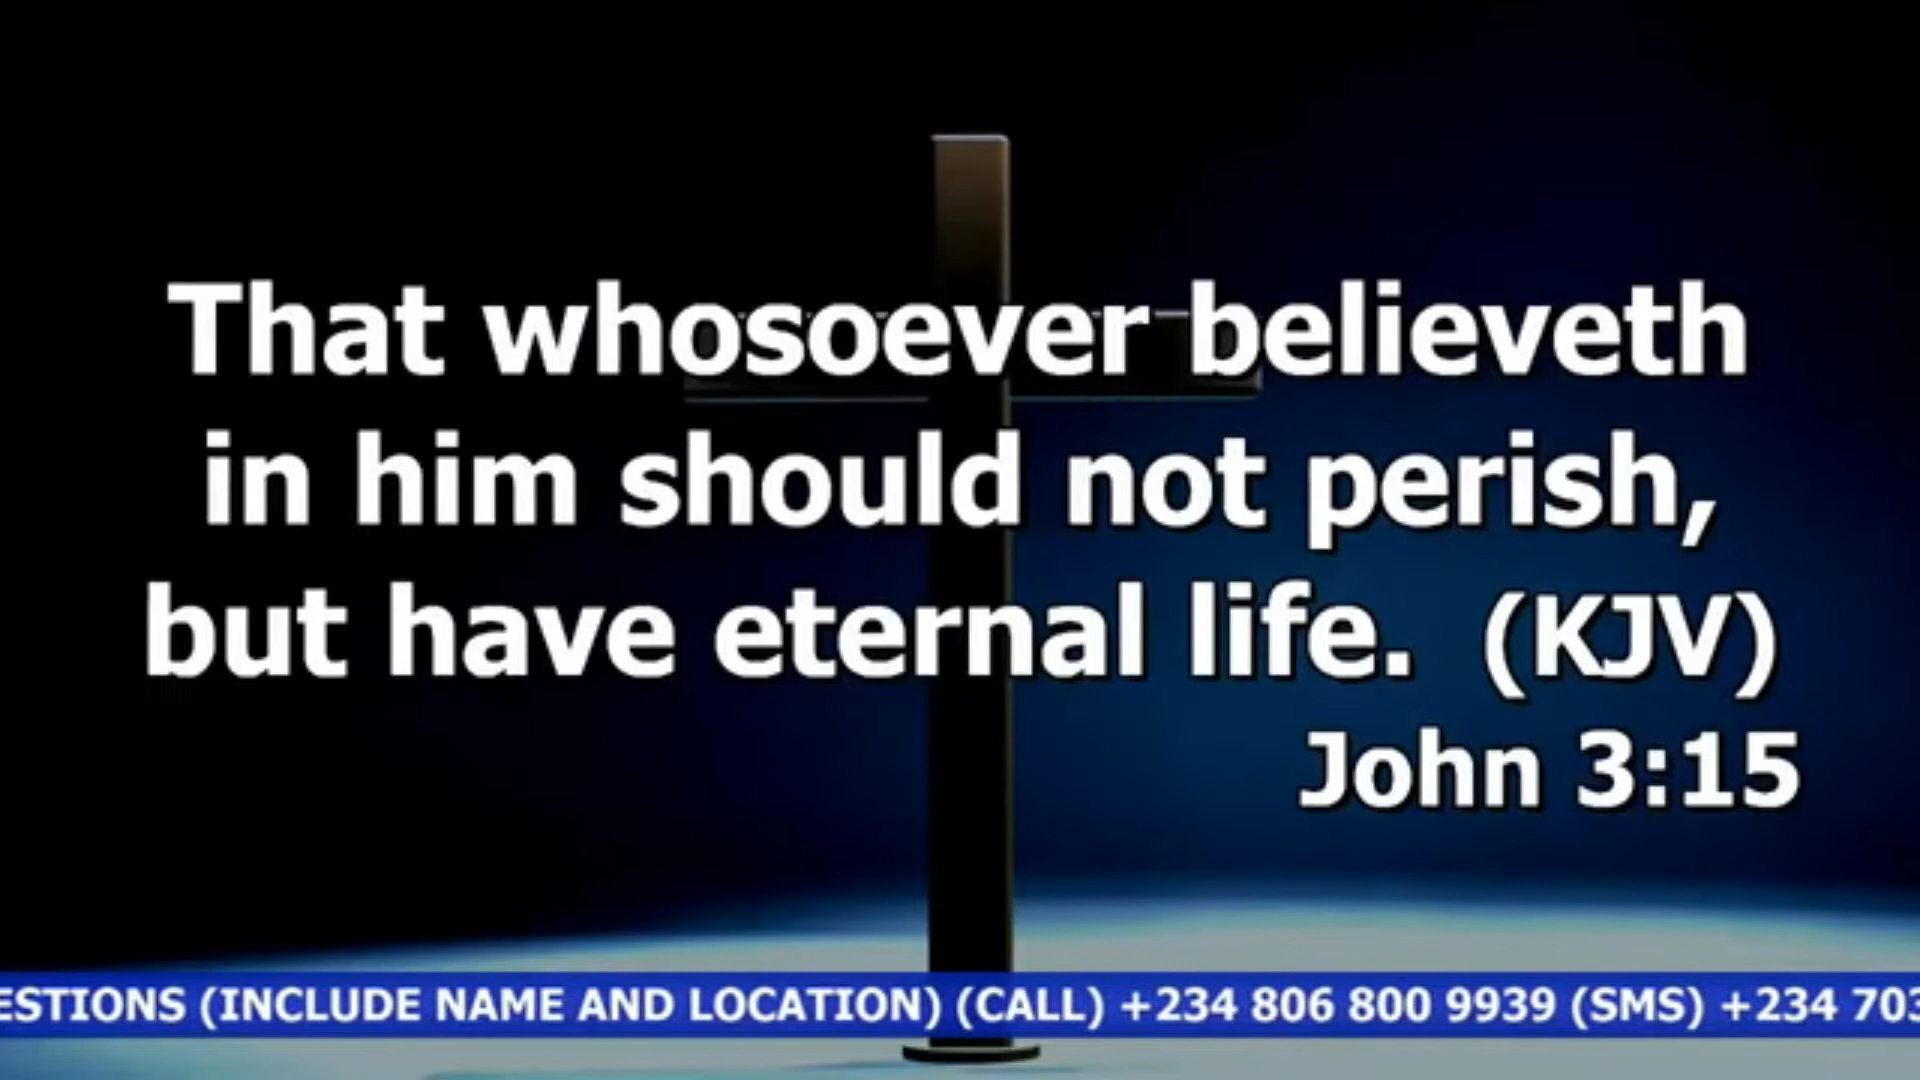 That whosoever believeth
in him should not perish,
but have eternal life. (KJV)
John 3:15
ESTIONS (INCLUDE NAME AND LOCATION) (CALL) +234 806 800 9939 (SMS) +234 703